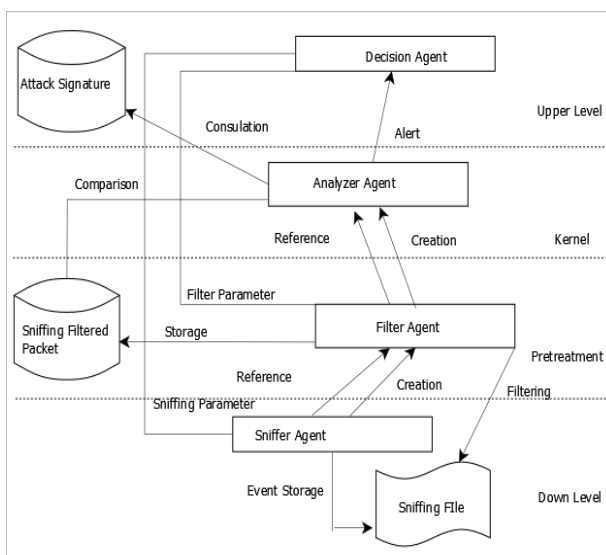 Decision Agent
Attack Signature
Upper Level
Consulation
Alert
Comparison
Analyzer Agent
Reference
Creation
Kernel
Filter Parameter
Sniffing Filtered
Packet
Storage
Filter Agent
Pretreatment
Reference
Creation
Filtering
Sniffing Parameter
Sniffer Agent
Event Storage
Sniffing FIle
Down Level